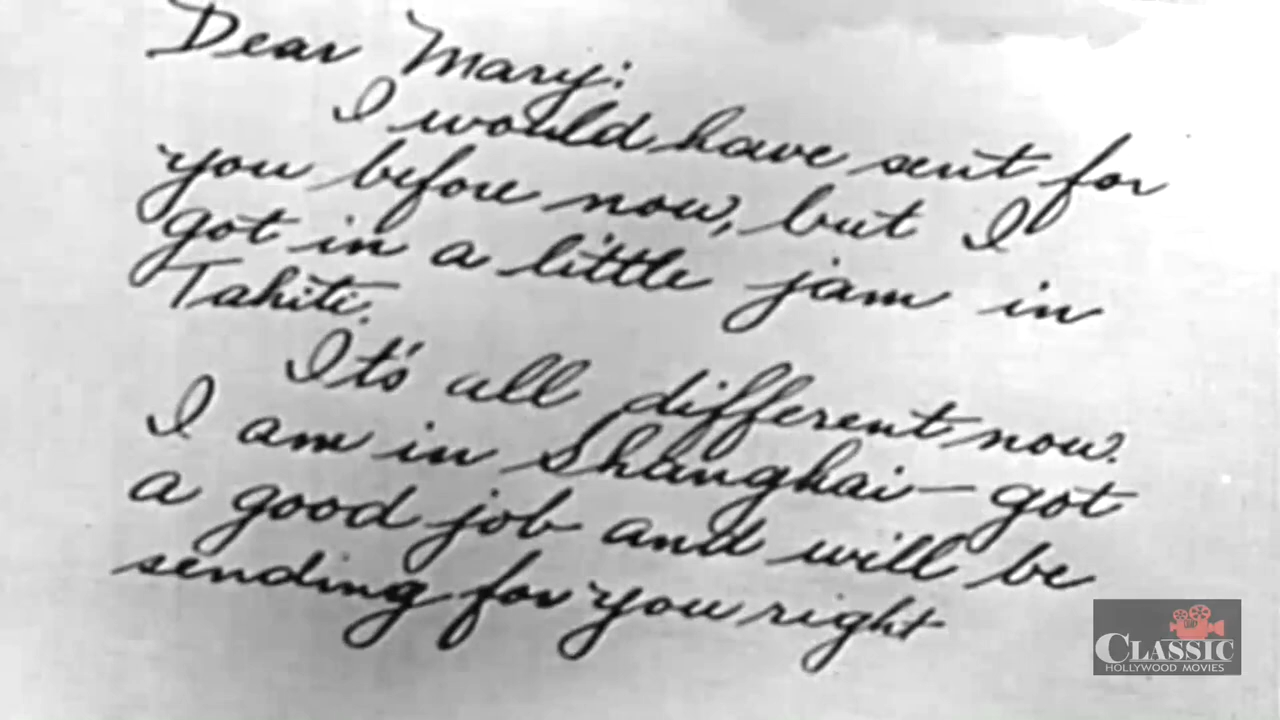 Dear Mary:
I would have sent for
you before now, but I
got in a little jam in
Tahiti.
It's all different now.
I am in Shanghai — got
a good job and will be
sending for you right
CLASSIC
HOLLYWOOD MOVIES